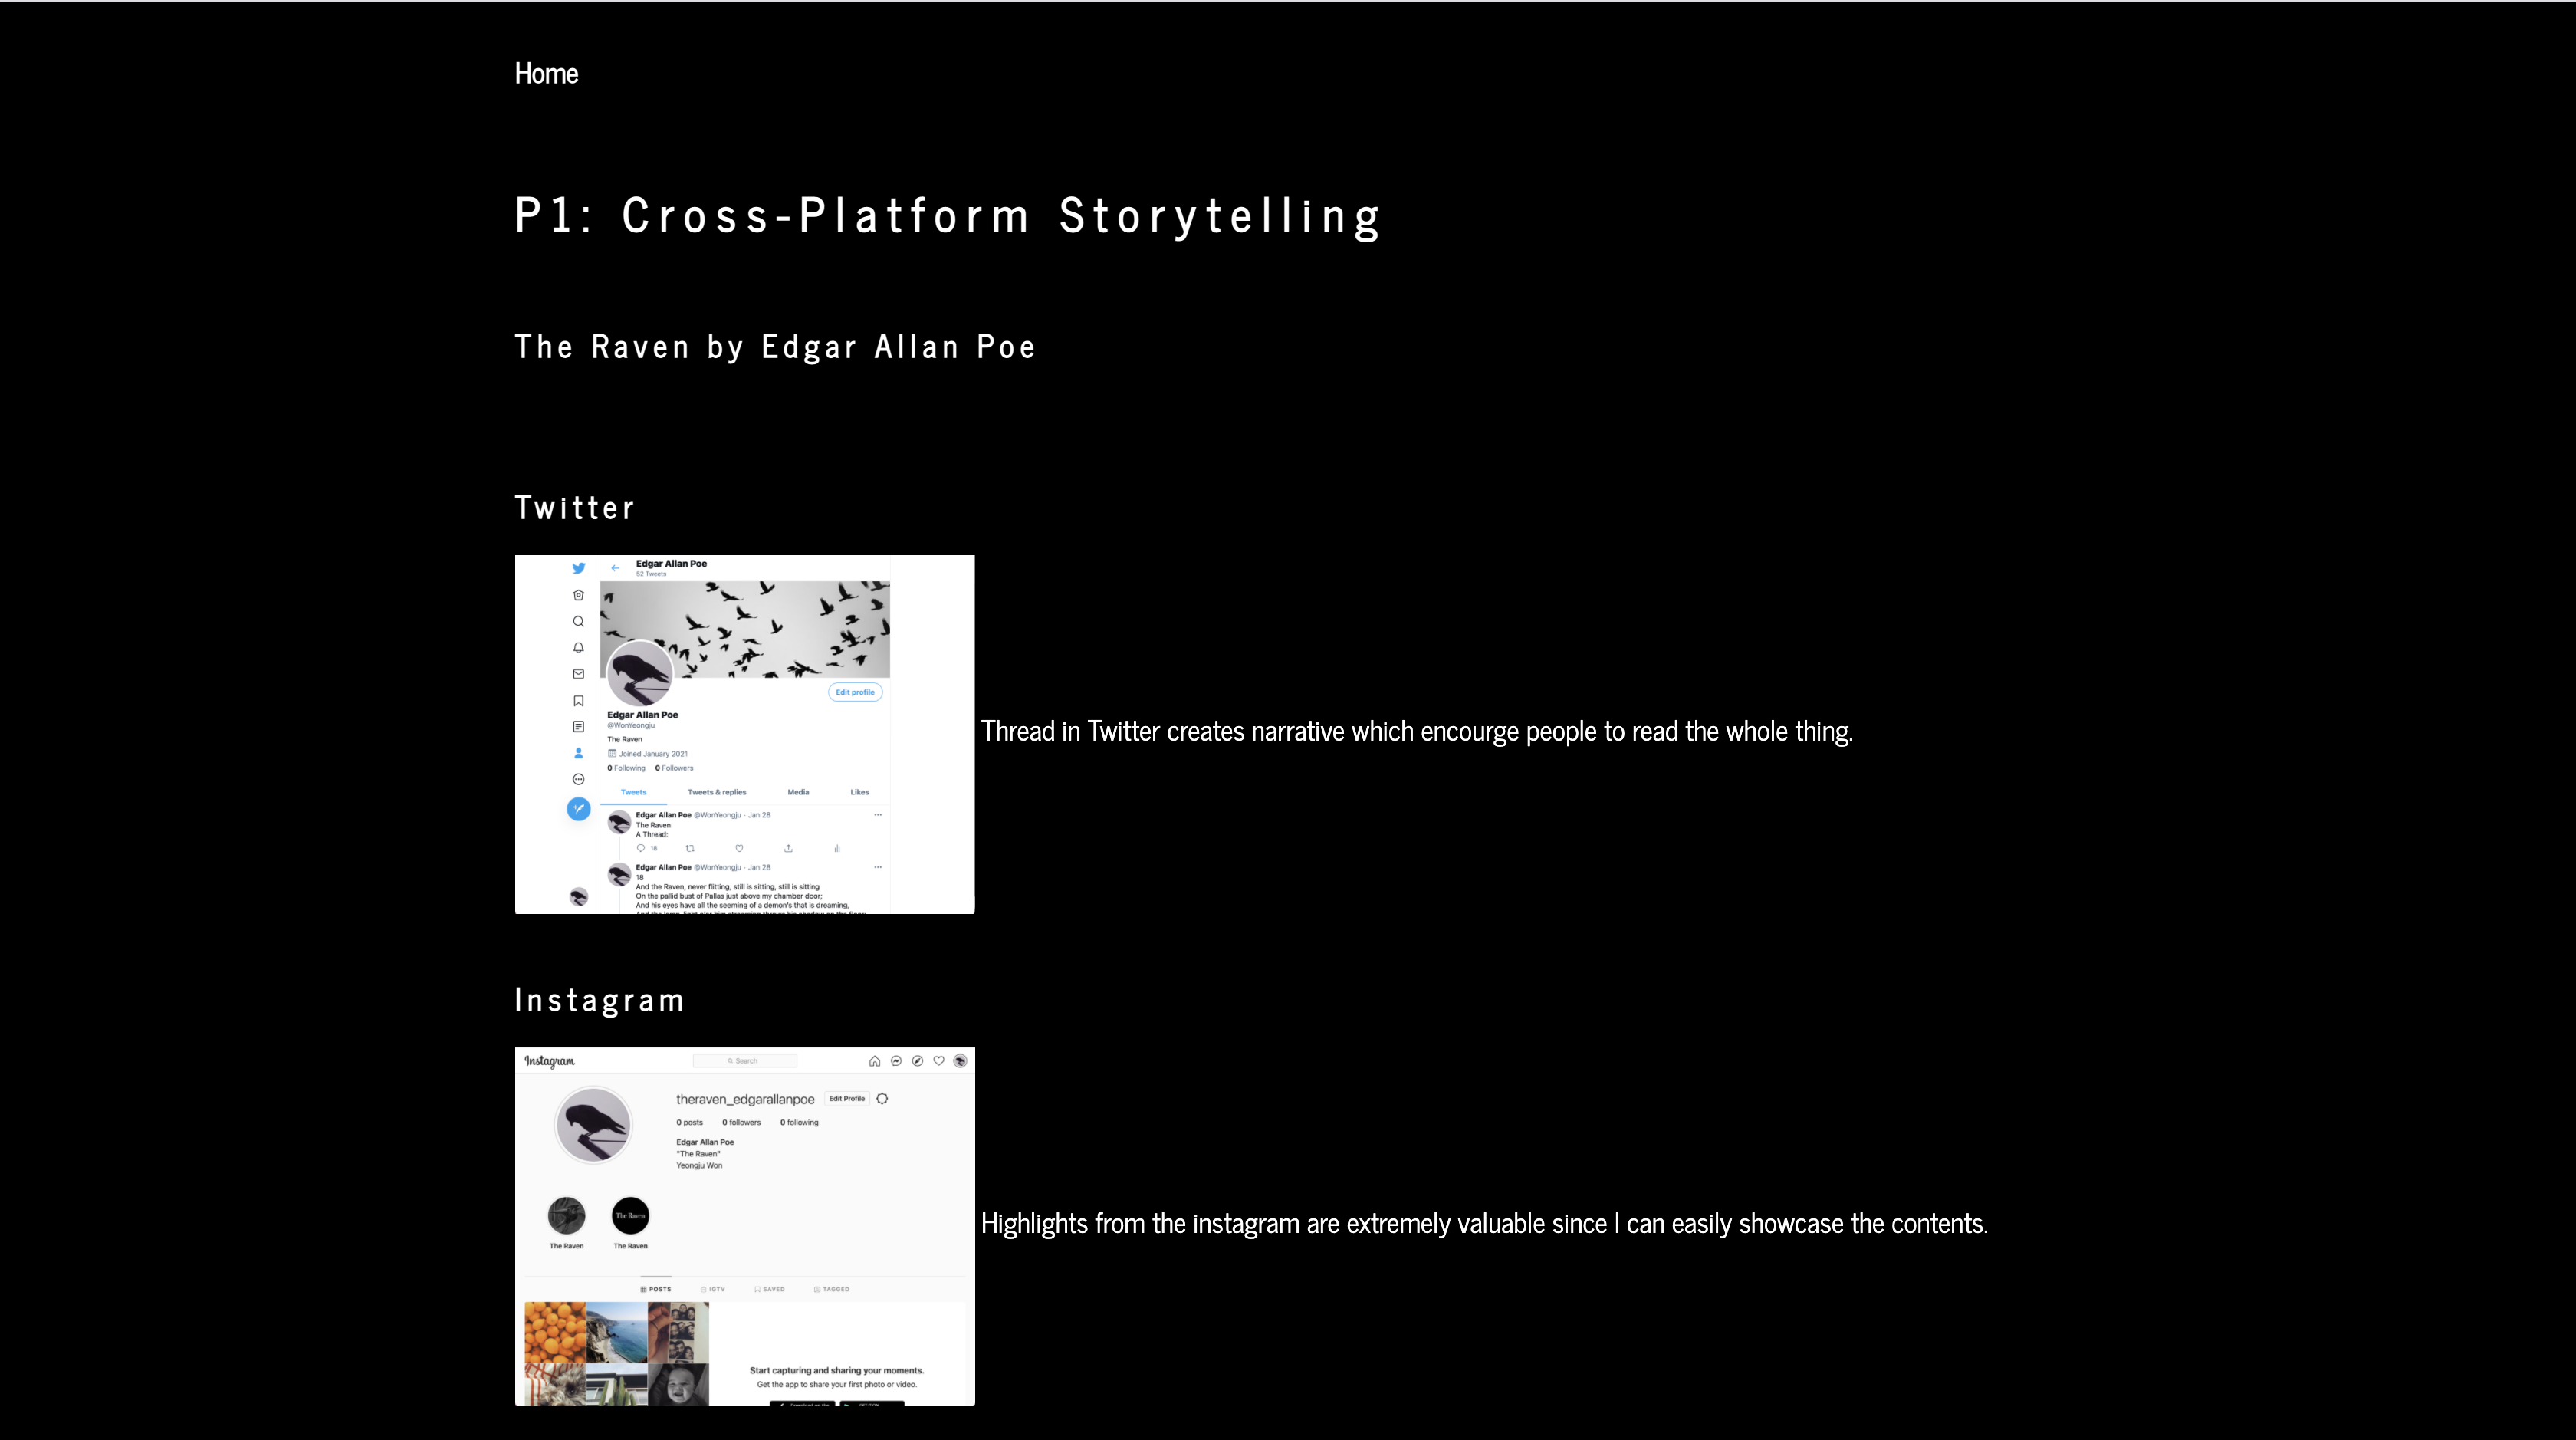 Home
P1: Cross-Platform Storytelling
The Raven by Edgar Allan Poe
Twitter
Edgar Allan Poe
52 Tweets
Edit profile
Edgar Allan Poe
@WonYeongju
The Raven
Joined January 2021
0 Following 0 Followers
Tweets Tweets & replies Media Likes
Edgar Allan Poe @WonYeongju · Jan 28
The Raven
A Thread:
18
Edgar Allan Poe @WonYeongju · Jan 28
18
And the Raven, never flitting, still is sitting, still is sitting
On the pallid bust of Pallas just above my chamber door;
And his eyes have all the seeming of a demon's that is dreaming,
Thread in Twitter creates narrative which encourge people to read the whole thing.
Instagram
Instagram
Search
theraven_edgarallanpoe Edit Profile
0 posts 0 followers 0 following
Edgar Allan Poe
"The Raven"
Yeongju Won
The Raven
The Raven The Raven
POSTS IGTV SAVED TAGGED
Start capturing and sharing your moments.
Get the app to share your first photo or video.
Highlights from the instagram are extremely valuable since I can easily showcase the contents.